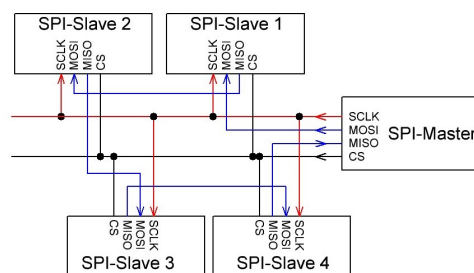 SPI-Slave 2
SCLK
MOSI
MISO
CS
SPI-Slave 1
SCLK
MOSI
MISO
CS
SCLK
MOSI
MISO
CS
SPI-Master
CS
MISO
MOSI
SCLK
SPI-Slave 3
CS
MISO
MOSI
SCLK
SPI-Slave 4